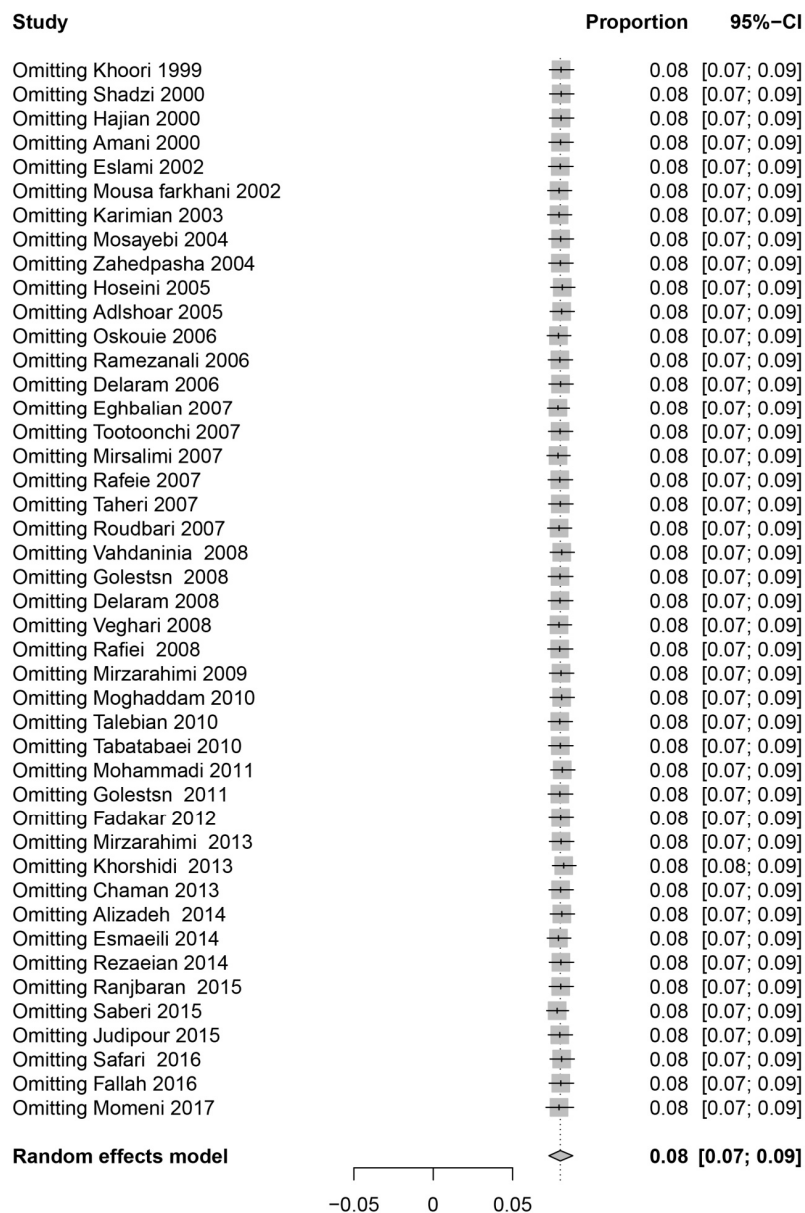 Study Proportion 95%−CI
Omitting Khoori 1999 0.08 [0.07; 0.09]
Omitting Shadzi 2000 0.08 [0.07; 0.09]
Omitting Hajian 2000 0.08 [0.07; 0.09]
Omitting Amani 2000 0.08 [0.07; 0.09]
Omitting Eslami 2002 0.08 [0.07; 0.09]
Omitting Mousa farkhani 2002 0.08 [0.07; 0.09]
Omitting Karimian 2003 0.08 [0.07; 0.09]
Omitting Mosayebi 2004 0.08 [0.07; 0.09]
Omitting Zahedpasha 2004 0.08 [0.07; 0.09]
Omitting Hoseini 2005 0.08 [0.07; 0.09]
Omitting Adlshoar 2005 0.08 [0.07; 0.09]
Omitting Oskouie 2006 0.08 [0.07; 0.09]
Omitting Ramezanali 2006 0.08 [0.07; 0.09]
Omitting Delaram 2006 0.08 [0.07; 0.09]
Omitting Eghbalian 2007 0.08 [0.07; 0.09]
Omitting Tootoonchi 2007 0.08 [0.07; 0.09]
Omitting Mirsalimi 2007 0.08 [0.07; 0.09]
Omitting Rafeie 2007 0.08 [0.07; 0.09]
Omitting Taheri 2007 0.08 [0.07; 0.09]
Omitting Roudbari 2007 0.08 [0.07; 0.09]
Omitting Vahdaninia 2008 0.08 [0.07; 0.09]
Omitting Golestsn 2008 0.08 [0.07; 0.09]
Omitting Delaram 2008 0.08 [0.07; 0.09]
Omitting Veghari 2008 0.08 [0.07; 0.09]
Omitting Rafiei 2008 0.08 [0.07; 0.09]
Omitting Mirzarahimi 2009 0.08 [0.07; 0.09]
Omitting Moghaddam 2010 0.08 [0.07; 0.09]
Omitting Talebian 2010 0.08 [0.07; 0.09]
Omitting Tabatabaei 2010 0.08 [0.07; 0.09]
Omitting Mohammadi 2011 0.08 [0.07; 0.09]
Omitting Golestsn 2011 0.08 [0.07; 0.09]
Omitting Fadakar 2012 0.08 [0.07; 0.09]
Omitting Mirzarahimi 2013 0.08 [0.07; 0.09]
Omitting Khorshidi 2013 0.08 [0.08; 0.09]
Omitting Chaman 2013 0.08 [0.07; 0.09]
Omitting Alizadeh 2014 0.08 [0.07; 0.09]
Omitting Esmaeili 2014 0.08 [0.07; 0.09]
Omitting Rezaeian 2014 0.08 [0.07; 0.09]
Omitting Ranjbaran 2015 0.08 [0.07; 0.09]
Omitting Saberi 2015 0.08 [0.07; 0.09]
Omitting Judipour 2015 0.08 [0.07; 0.09]
Omitting Safari 2016 0.08 [0.07; 0.09]
Omitting Fallah 2016 0.08 [0.07; 0.09]
Omitting Momeni 2017 0.08 [0.07; 0.09]
Random effects model 0.08 [0.07; 0.09]
−0.05 0 0.05